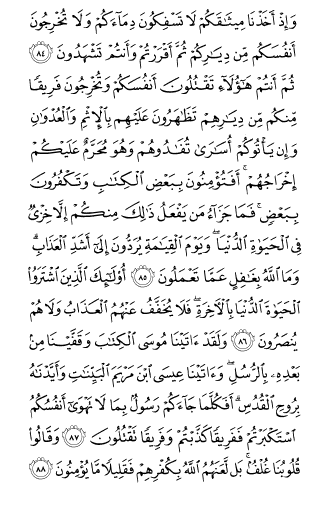 وَإِذْ أَخَذْنَا مِيثَٰقَكُمْ لَا تَسْفِكُونَ دِمَآءَكُمْ وَلَا تُخْرِجُونَ
أَنفُسَكُم مِّن دِيَٰرِكُمْ ثُمَّ أَقْرَرْتُمْ وَأَنتُمْ تَشْهَدُونَ ٨٤
ثُمَّ أَنتُمْ هَٰٓؤُلَآءِ تَقْتُلُونَ أَنفُسَكُمْ وَتُخْرِجُونَ فَرِيقًا
مِّنكُم مِّن دِيَٰرِهِمْ تَظَٰهَرُونَ عَلَيْهِم بِٱلْإِثْمِ وَٱلْعُدْوَٰنِ
وَإِن يَأْتُوكُمْ أُسَٰرَىٰ تُفَٰدُوهُمْ وَهُوَ مُحَرَّمٌ عَلَيْكُمْ
إِخْرَاجُهُمْ ۚ أَفَتُؤْمِنُونَ بِبَعْضِ ٱلْكِتَٰبِ وَتَكْفُرُونَ
بِبَعْضٍ ۚ فَمَا جَزَآءُ مَن يَفْعَلُ ذَٰلِكَ مِنكُمْ إِلَّا خِزْىٌ
فِى ٱلْحَيَوٰةِ ٱلدُّنْيَا ۖ وَيَوْمَ ٱلْقِيَٰمَةِ يُرَدُّونَ إِلَىٰٓ أَشَدِّ ٱلْعَذَابِ ۗ
وَمَا ٱللَّهُ بِغَٰفِلٍ عَمَّا تَعْمَلُونَ ٨٥ أُو۟لَٰٓئِكَ ٱلَّذِينَ ٱشْتَرَوُا۟
ٱلْحَيَوٰةَ ٱلدُّنْيَا بِٱلْءَاخِرَةِ ۖ فَلَا يُخَفَّفُ عَنْهُمُ ٱلْعَذَابُ وَلَا هُمْ
يُنصَرُونَ ٨٦ وَلَقَدْ ءَاتَيْنَا مُوسَى ٱلْكِتَٰبَ وَقَفَّيْنَا مِنۢ
بَعْدِهِۦ بِٱلرُّسُلِ ۖ وَءَاتَيْنَا عِيسَى ٱبْنَ مَرْيَمَ ٱلْبَيِّنَٰتِ وَأَيَّدْنَٰهُ
بِرُوحِ ٱلْقُدُسِ ۗ أَفَكُلَّمَا جَآءَكُمْ رَسُولٌۢ بِمَا لَا تَهْوَىٰٓ أَنفُسُكُمُ
ٱسْتَكْبَرْتُمْ فَفَرِيقًا كَذَّبْتُمْ وَفَرِيقًا تَقْتُلُونَ ٨٧ وَقَالُوا۟
قُلُوبُنَا غُلْفٌۢ ۚ بَل لَّعَنَهُمُ ٱللَّهُ بِكُفْرِهِمْ فَقَلِيلًا مَّا يُؤْمِنُونَ ٨٨